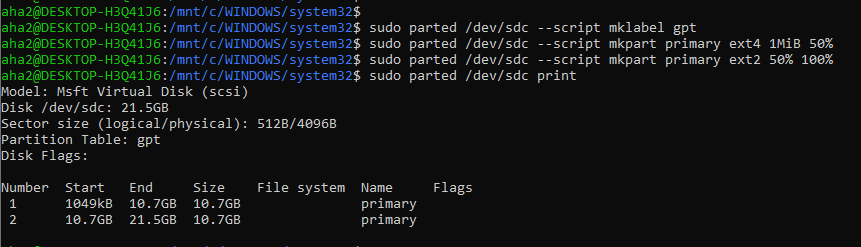 aha2@DESKTOP-H3Q41J6:/mnt/c/WINDOWS/system32$
aha2@DESKTOP-H3Q41J6:/mnt/c/WINDOWS/system32$ sudo parted /dev/sdc --script mklabel gpt
aha2@DESKTOP-H3Q41J6:/mnt/c/WINDOWS/system32$ sudo parted /dev/sdc --script mkpart primary ext4 1MiB 50%
aha2@DESKTOP-H3Q41J6:/mnt/c/WINDOWS/system32$ sudo parted /dev/sdc --script mkpart primary ext2 50% 100%
aha2@DESKTOP-H3Q41J6:/mnt/c/WINDOWS/system32$ sudo parted /dev/sdc print
Model: Msft Virtual Disk (scsi)
Disk /dev/sdc: 21.5GB
Sector size (logical/physical): 512B/4096B
Partition Table: gpt
Disk Flags:
Number  Start   End     Size    File system  Name     Flags
 1      1049kB  10.7GB  10.7GB               primary
 2      10.7GB  21.5GB  10.7GB               primary